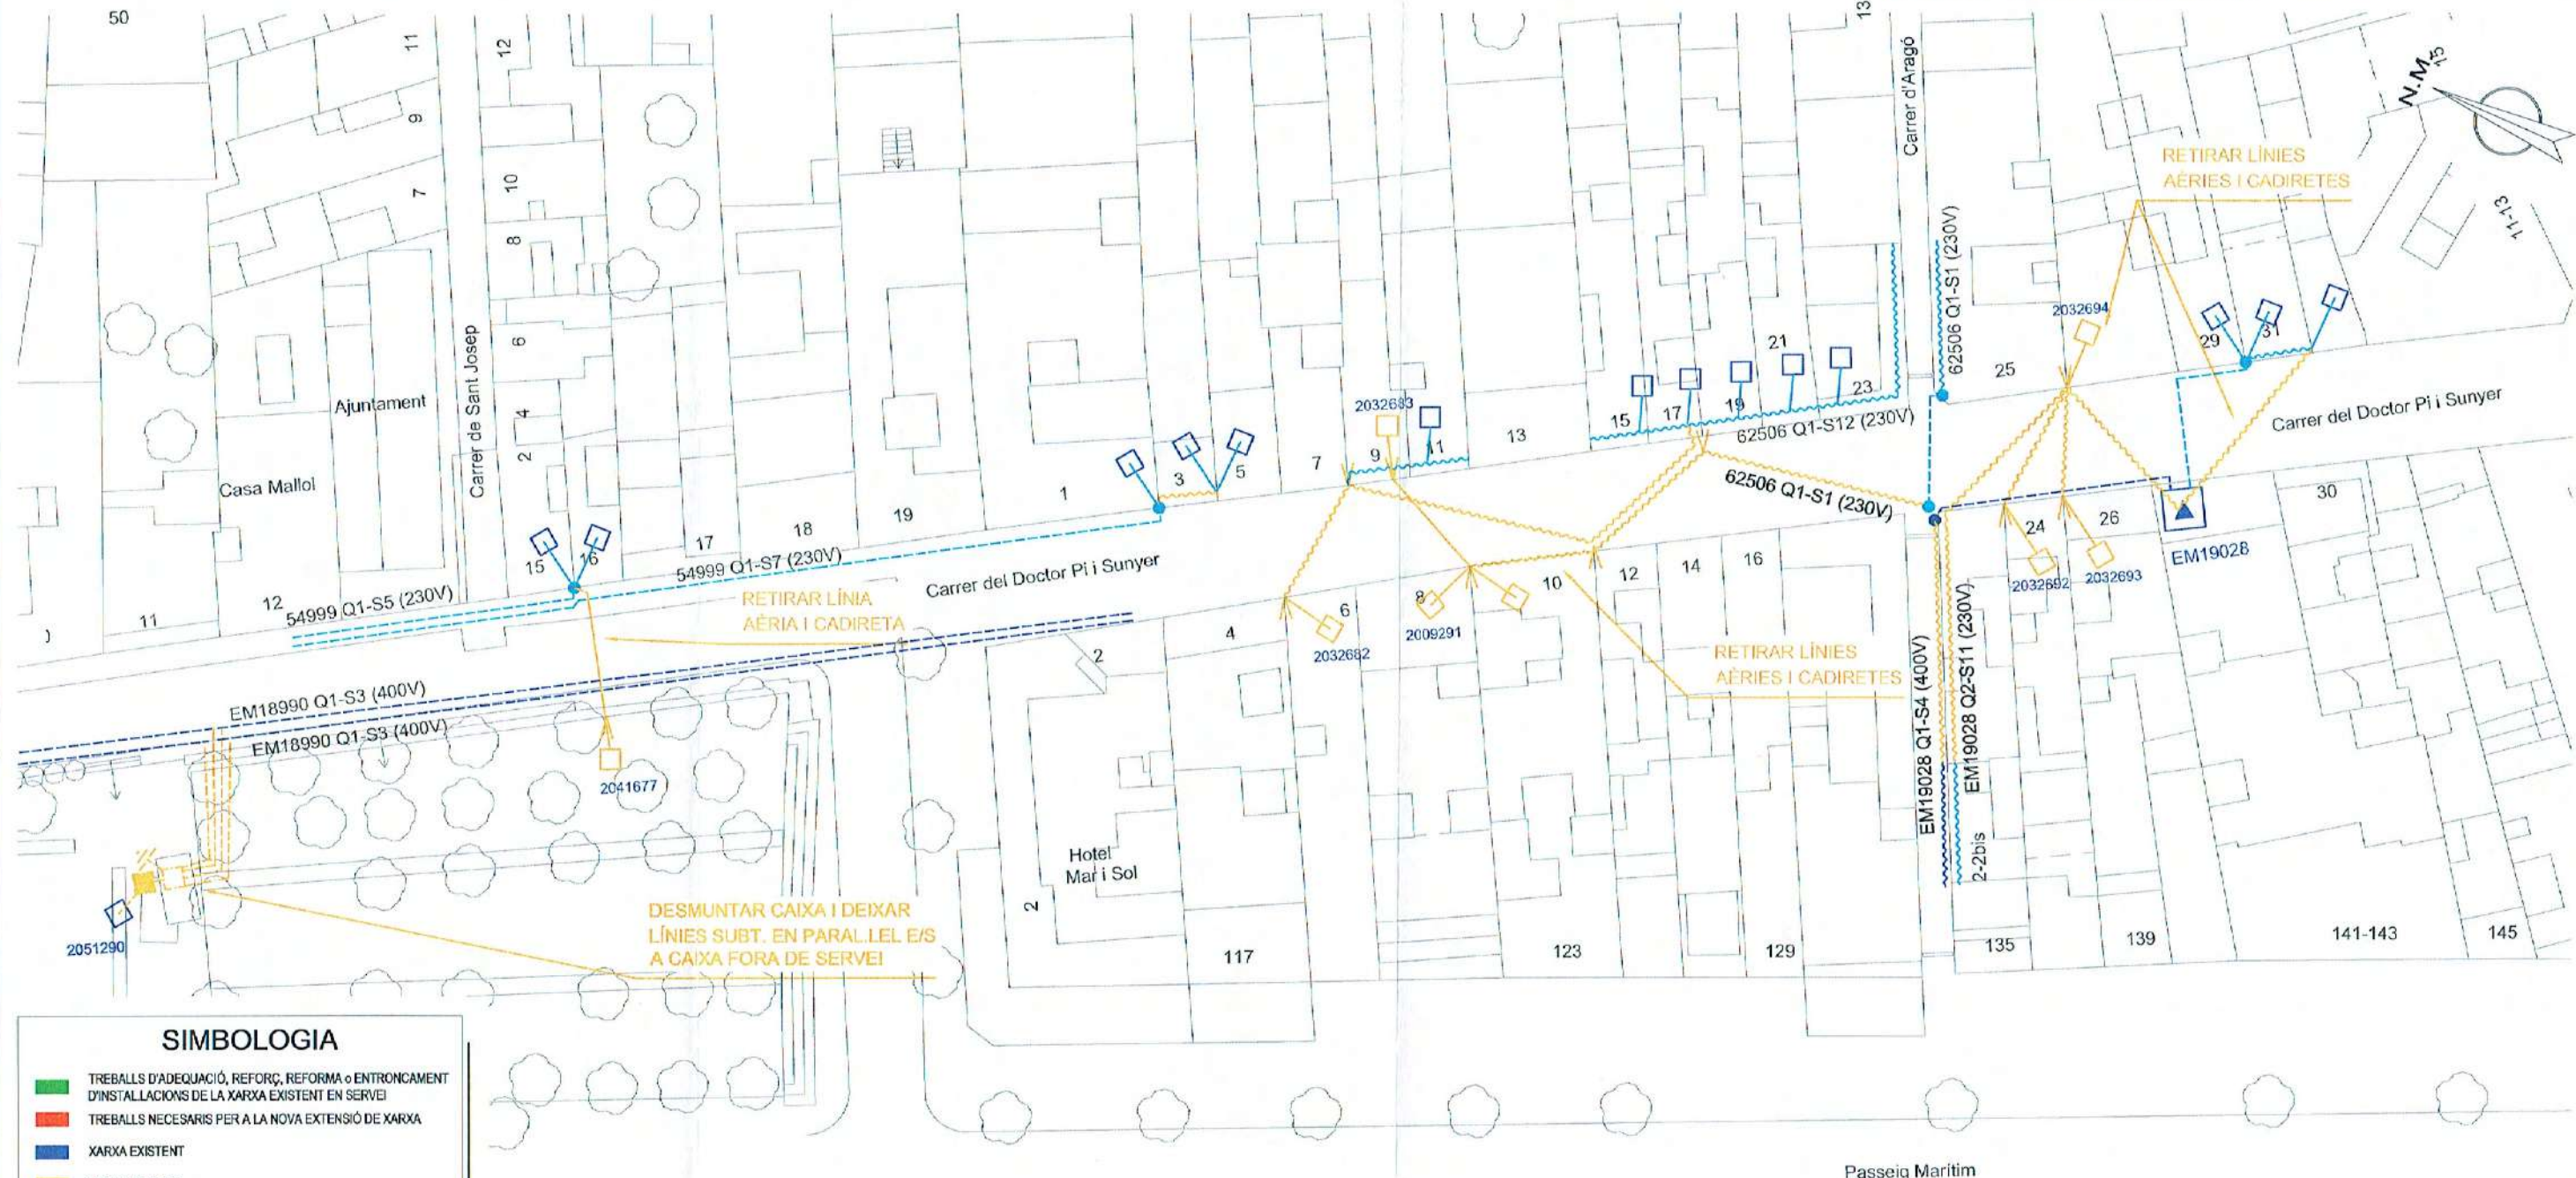 50
11
12
9
7
10
8
6
4
2
13
Carrer d'Aragó
N.M.
15
11-13
RETIRAR LÍNIES
AÈRIES I CADIRETES
62506 Q1-S1 (230V)
2032694
29
31
25
Carrer del Doctor Pi i Sunyer
Ajuntament
Carrer de Sant Josep
Casa Mallol
2032683
15
17
19
21
23
62506 Q1-S12 (230V)
1
3
5
7
9
11
13
62506 Q1-S1 (230V)
15
16
17
18
19
11
12
54999 Q1-S5 (230V)
54999 Q1-S7 (230V)
Carrer del Doctor Pi i Sunyer
RETIRAR LÍNIA
AÈRIA I CADIRETA
2
4
6
8
10
12
14
16
24
26
30
EM19028
2032682
2009291
2032692
2032693
RETIRAR LÍNIES
AÈRIES I CADIRETES
EM18990 Q1-S3 (400V)
EM18990 Q1-S3 (400V)
2041677
EM19028 Q1-S4 (400V)
EM19028 Q2-S11 (230V)
2-2bis
Hotel
Mar i Sol
2
2051290
DESMUNTAR CAIXA I DEIXAR
LÍNIES SUBT. EN PARAL.LEL E/S
A CAIXA FORA DE SERVEI
117
123
129
135
139
141-143
145
SIMBOLOGIA
TREBALLS D'ADEQUACIÓ, REFORÇ, REFORMA o ENTRONCAMENT
D'INSTAL.LACIONS DE LA XARXA EXISTENT EN SERVEI
TREBALLS NECESARIS PER A LA NOVA EXTENSIÓ DE XARXA
XARXA EXISTENT
Passeig Marítim